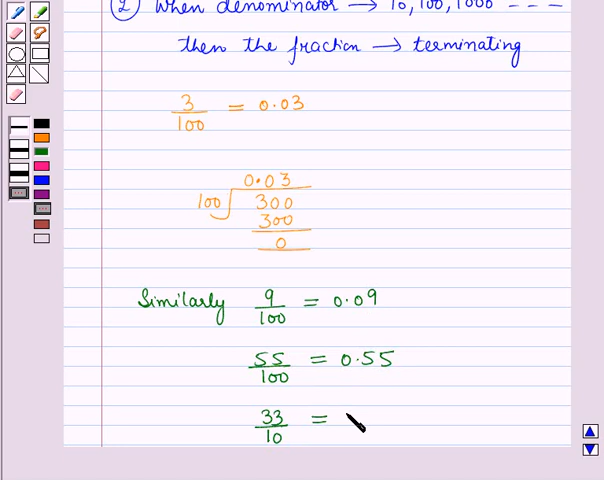 ② When denominator → 10, 100, 1000 ----
then the fraction → terminating
3/100 = 0.03
0.03
100 300
300
0
Similarly 9/100 = 0.09
55/100 = 0.55
33/10 =